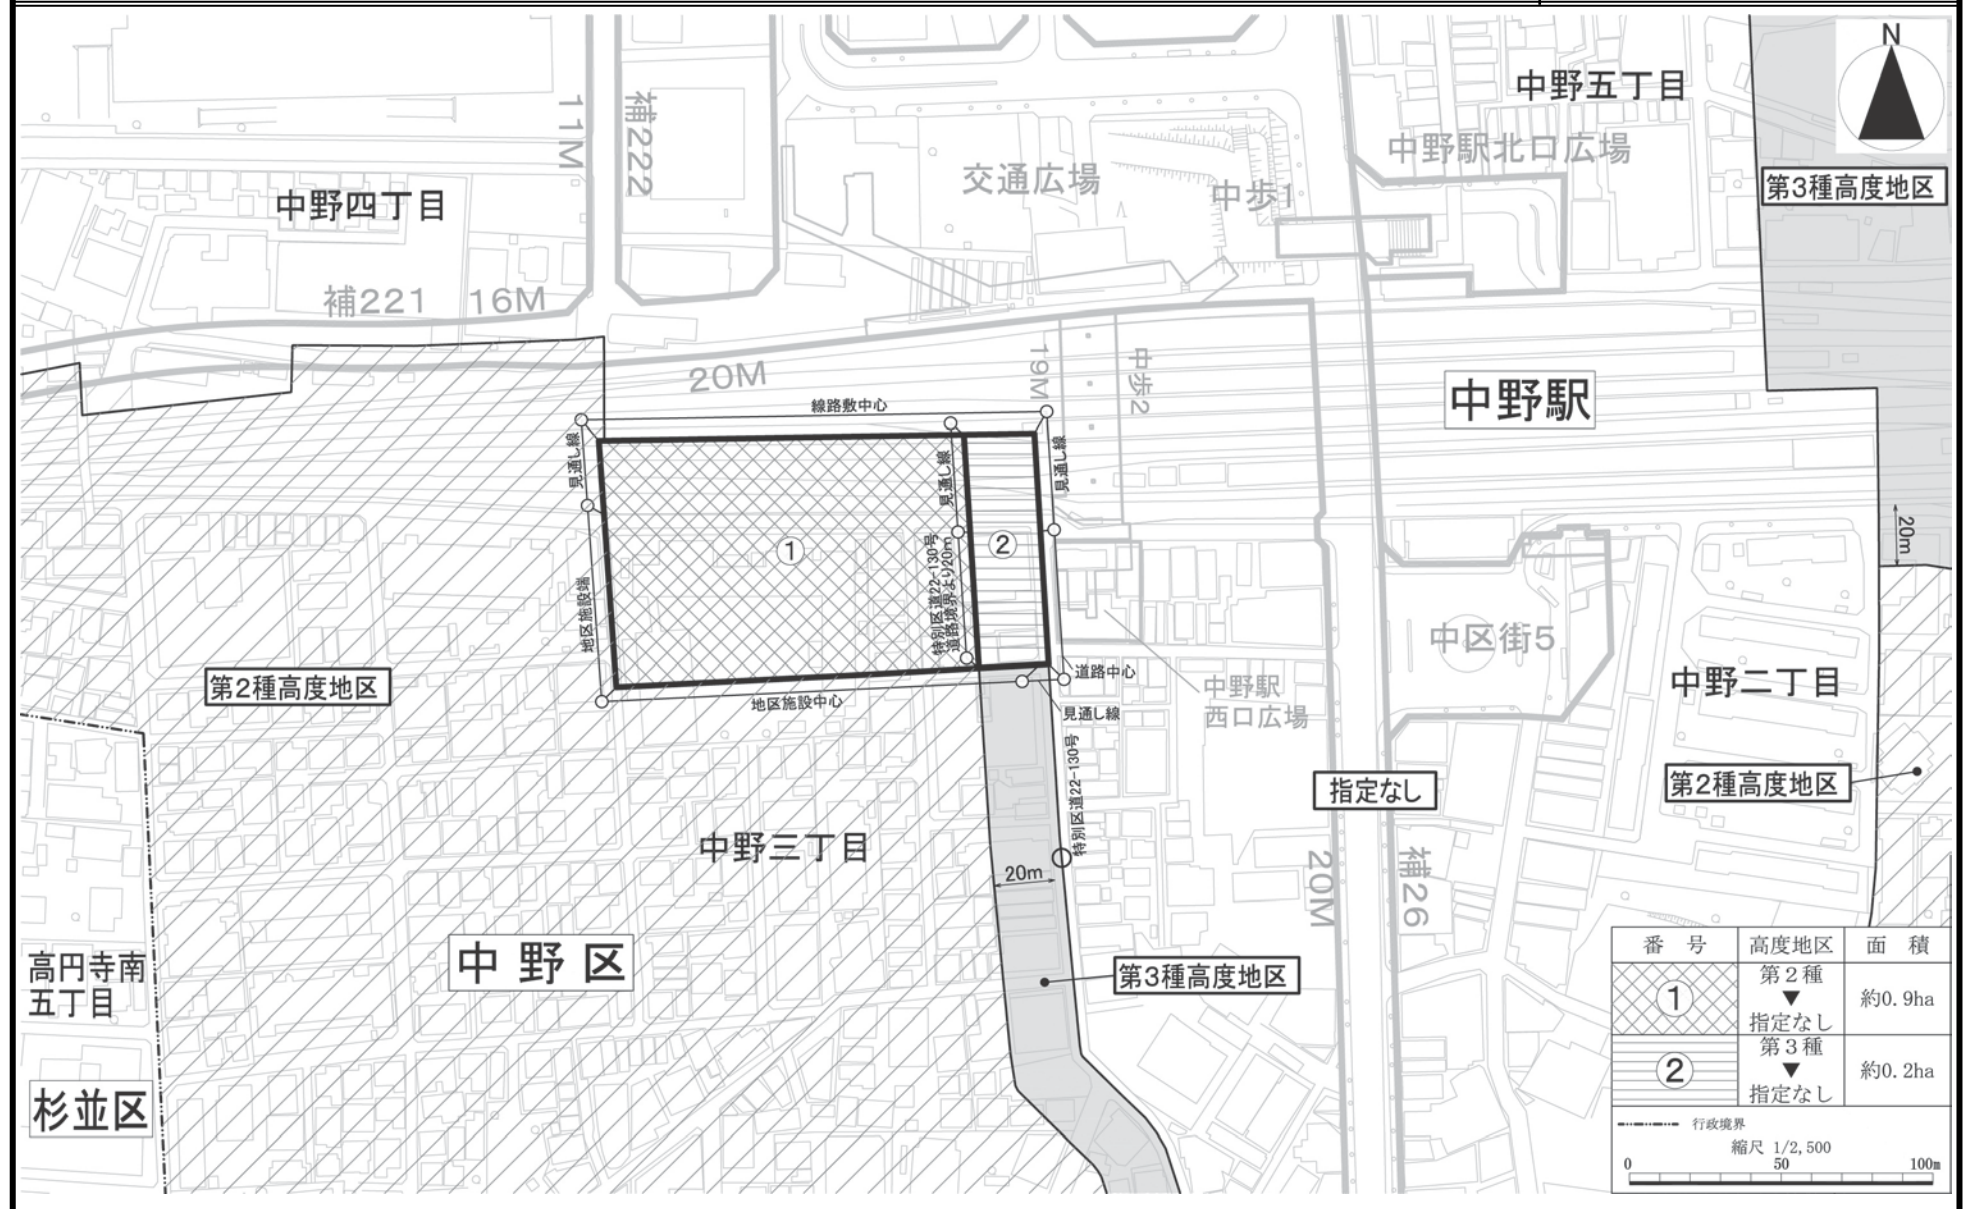 N
中野五丁目
11M
補222
中野駅北口広場
交通広場
中歩1
第3種高度地区
中野四丁目
補221 16M
20M
19M
中歩2
中野駅
線路敷中心
見通し線
見通し線
見通し線
20m
①
②
特別区道22-130号
道路境界より20m
地区施設端
中区街5
中野二丁目
第2種高度地区
道路中心
中野駅
西口広場
地区施設中心
見通し線
特別区道22-130号
指定なし
第2種高度地区
中野三丁目
20m
20M
補26
中野区
高円寺南
五丁目
第3種高度地区
杉並区
番 号 高度地区 面 積
① 第2種
▼
指定なし 約0.9ha
② 第3種
▼
指定なし 約0.2ha
行政境界
縮尺 1/2,500
0 50 100m